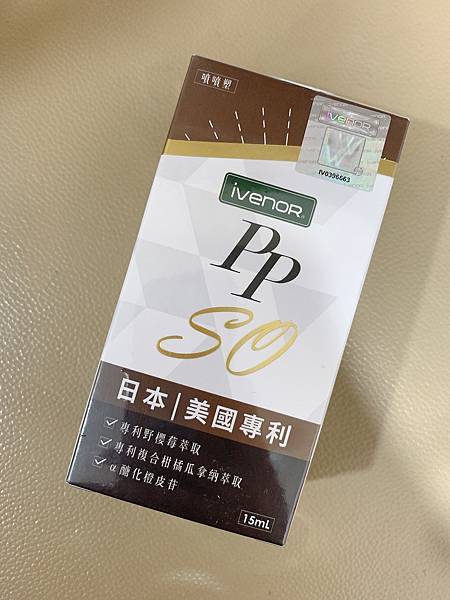 噴噴塑
iVENOR
IV0396663
iVENOR
PP
SO
日本|美國專利
專利野櫻莓萃取
專利複合柑橘瓜拿納萃取
α醣化橙皮苷
15mL